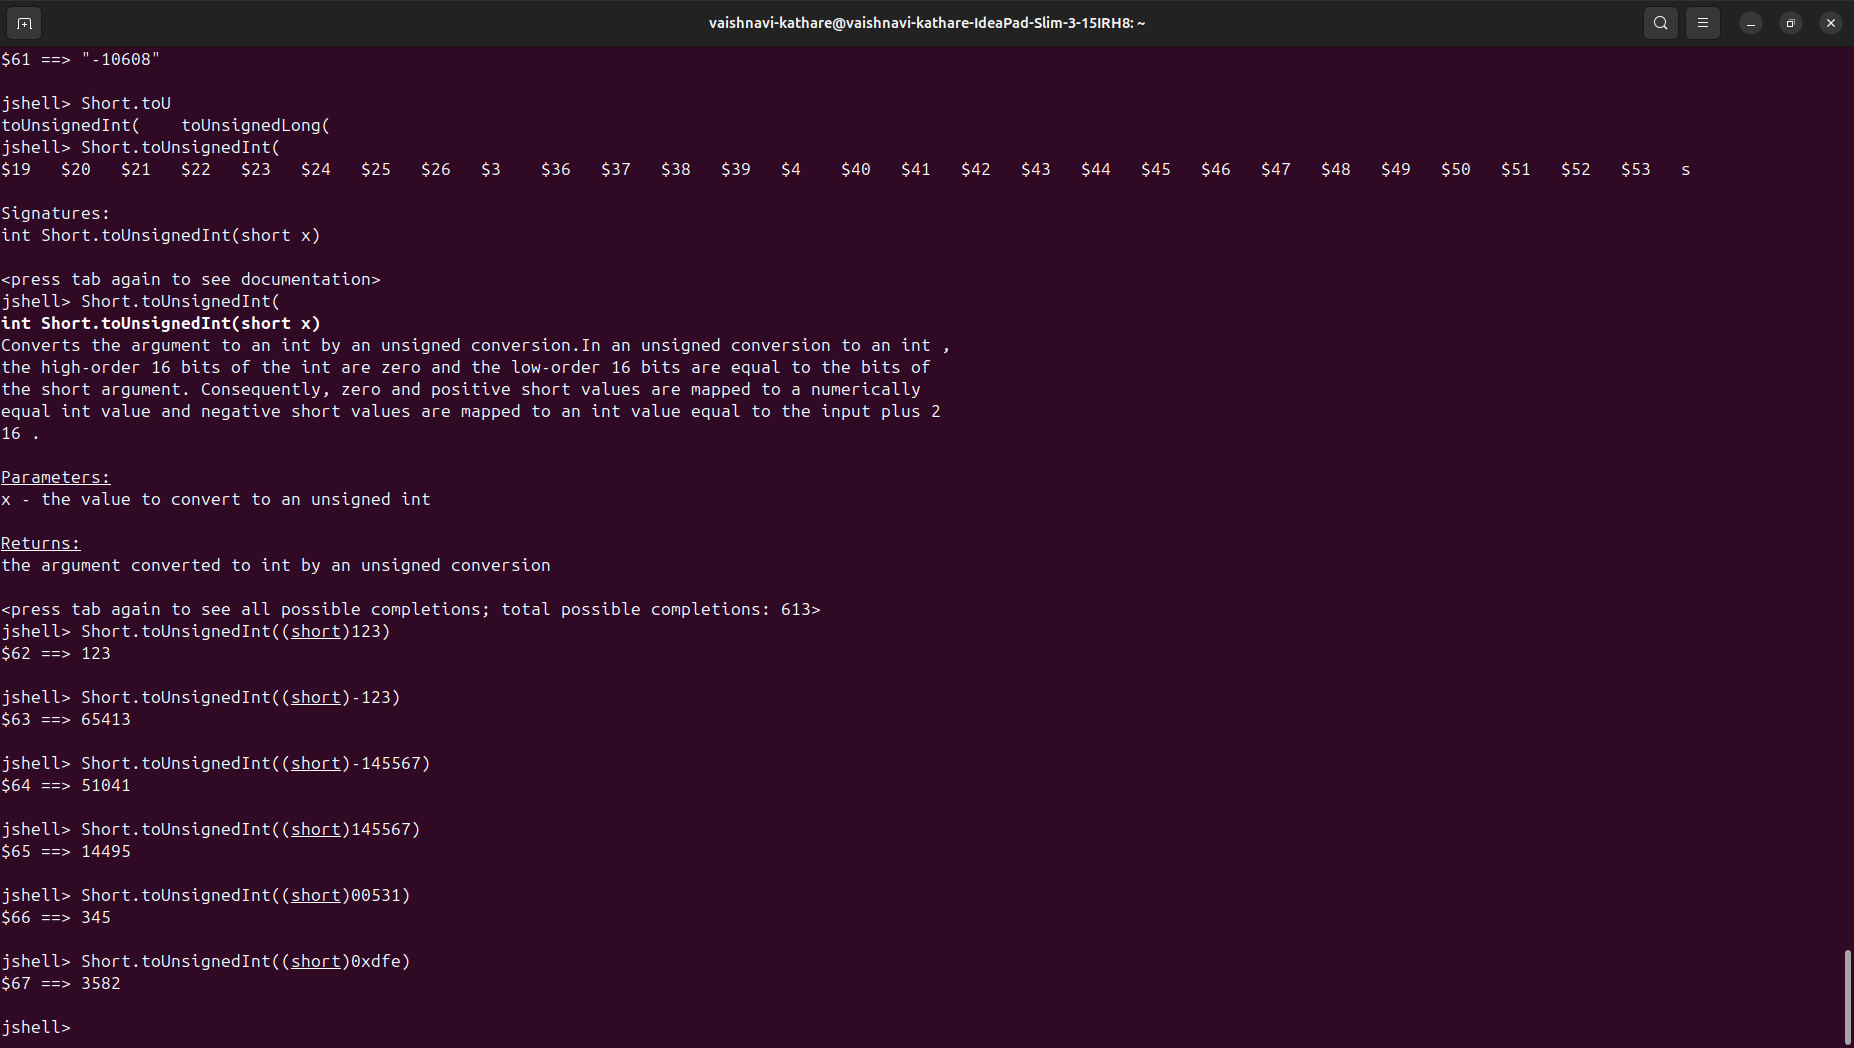 vaishnavi-kathare@vaishnavi-kathare-IdeaPad-Slim-3-15IRH8: ~
$61 ==> "-10608"
jshell> Short.toU
toUnsignedInt(    toUnsignedLong(
jshell> Short.toUnsignedInt(
$19   $20   $21   $22   $23   $24   $25   $26   $3    $36   $37   $38   $39   $4    $40   $41   $42   $43   $44   $45   $46   $47   $48   $49   $50   $51   $52   $53   s
Signatures:
int Short.toUnsignedInt(short x)
<press tab again to see documentation>
jshell> Short.toUnsignedInt(
int Short.toUnsignedInt(short x)
Converts the argument to an int by an unsigned conversion.In an unsigned conversion to an int ,
the high-order 16 bits of the int are zero and the low-order 16 bits are equal to the bits of
the short argument. Consequently, zero and positive short values are mapped to a numerically
equal int value and negative short values are mapped to an int value equal to the input plus 2
16 .
Parameters:
x - the value to convert to an unsigned int
Returns:
the argument converted to int by an unsigned conversion
<press tab again to see all possible completions; total possible completions: 613>
jshell> Short.toUnsignedInt((short)123)
$62 ==> 123
jshell> Short.toUnsignedInt((short)-123)
$63 ==> 65413
jshell> Short.toUnsignedInt((short)-145567)
$64 ==> 51041
jshell> Short.toUnsignedInt((short)145567)
$65 ==> 14495
jshell> Short.toUnsignedInt((short)00531)
$66 ==> 345
jshell> Short.toUnsignedInt((short)0xdfe)
$67 ==> 3582
jshell>